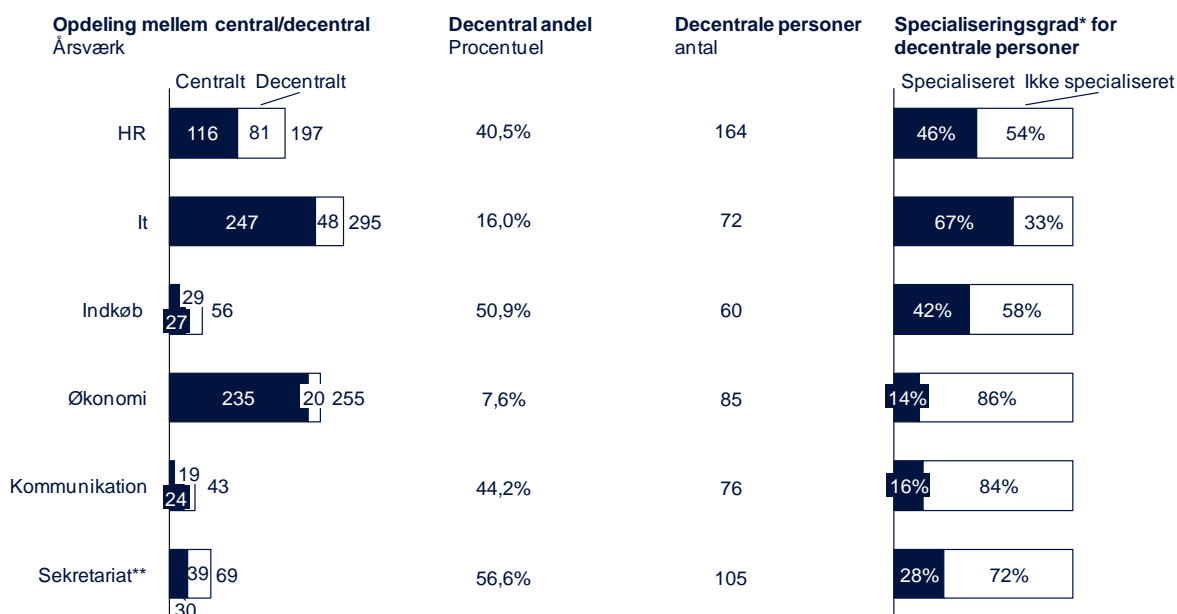 Opdeling mellem central/decentral
Årsværk
Decentral andel
Procentuel
Decentrale personer
antal
Specialiseringsgrad* for
decentrale personer
Centralt Decentralt
Specialiseret Ikke specialiseret
HR 116 81 197 40,5% 164 46% 54%
It 247 48 295 16,0% 72 67% 33%
29
Indkøb 27 56 50,9% 60 42% 58%
Økonomi 235 20 255 7,6% 85 14% 86%
19
Kommunikation 24 43 44,2% 76 16% 84%
Sekretariat** 39 69 56,6% 105 28% 72%
30